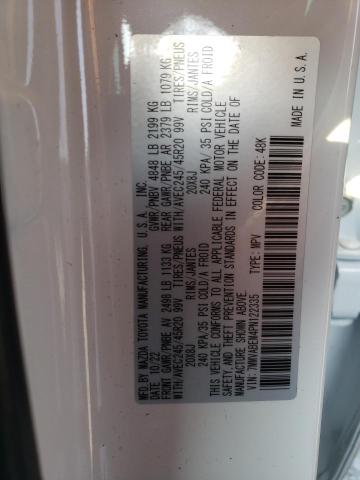 MFD BY MAZDA TOYOTA MANUFACTURING, U.S.A., INC.
DATE: 10/22 GVWR/PNBV 4848 LB 2199 KG
FRONT GAWR/PNBE AV 2498 LB 1133 KG REAR GAWR/PNBE AR 2379 LB 1079 KG
WITH/AVEC245/45R20 99V TIRES/PNEUS WITH/AVEC245/45R20 99V TIRES/PNEUS
20X8J RIMS/JANTES 20X8J RIMS/JANTES
240 KPA/35 PSI COLD/A FROID 240 KPA/35 PSI COLD/A FROID
THIS VEHICLE CONFORMS TO ALL APPLICABLE FEDERAL MOTOR VEHICLE
SAFETY AND THEFT PREVENTION STANDARDS IN EFFECT ON THE DATE OF
MANUFACTURE SHOWN ABOVE.
VIN: 7MMVABEM4PN122335 TYPE: MPV
COLOR CODE: 48K
MADE IN U.S.A.